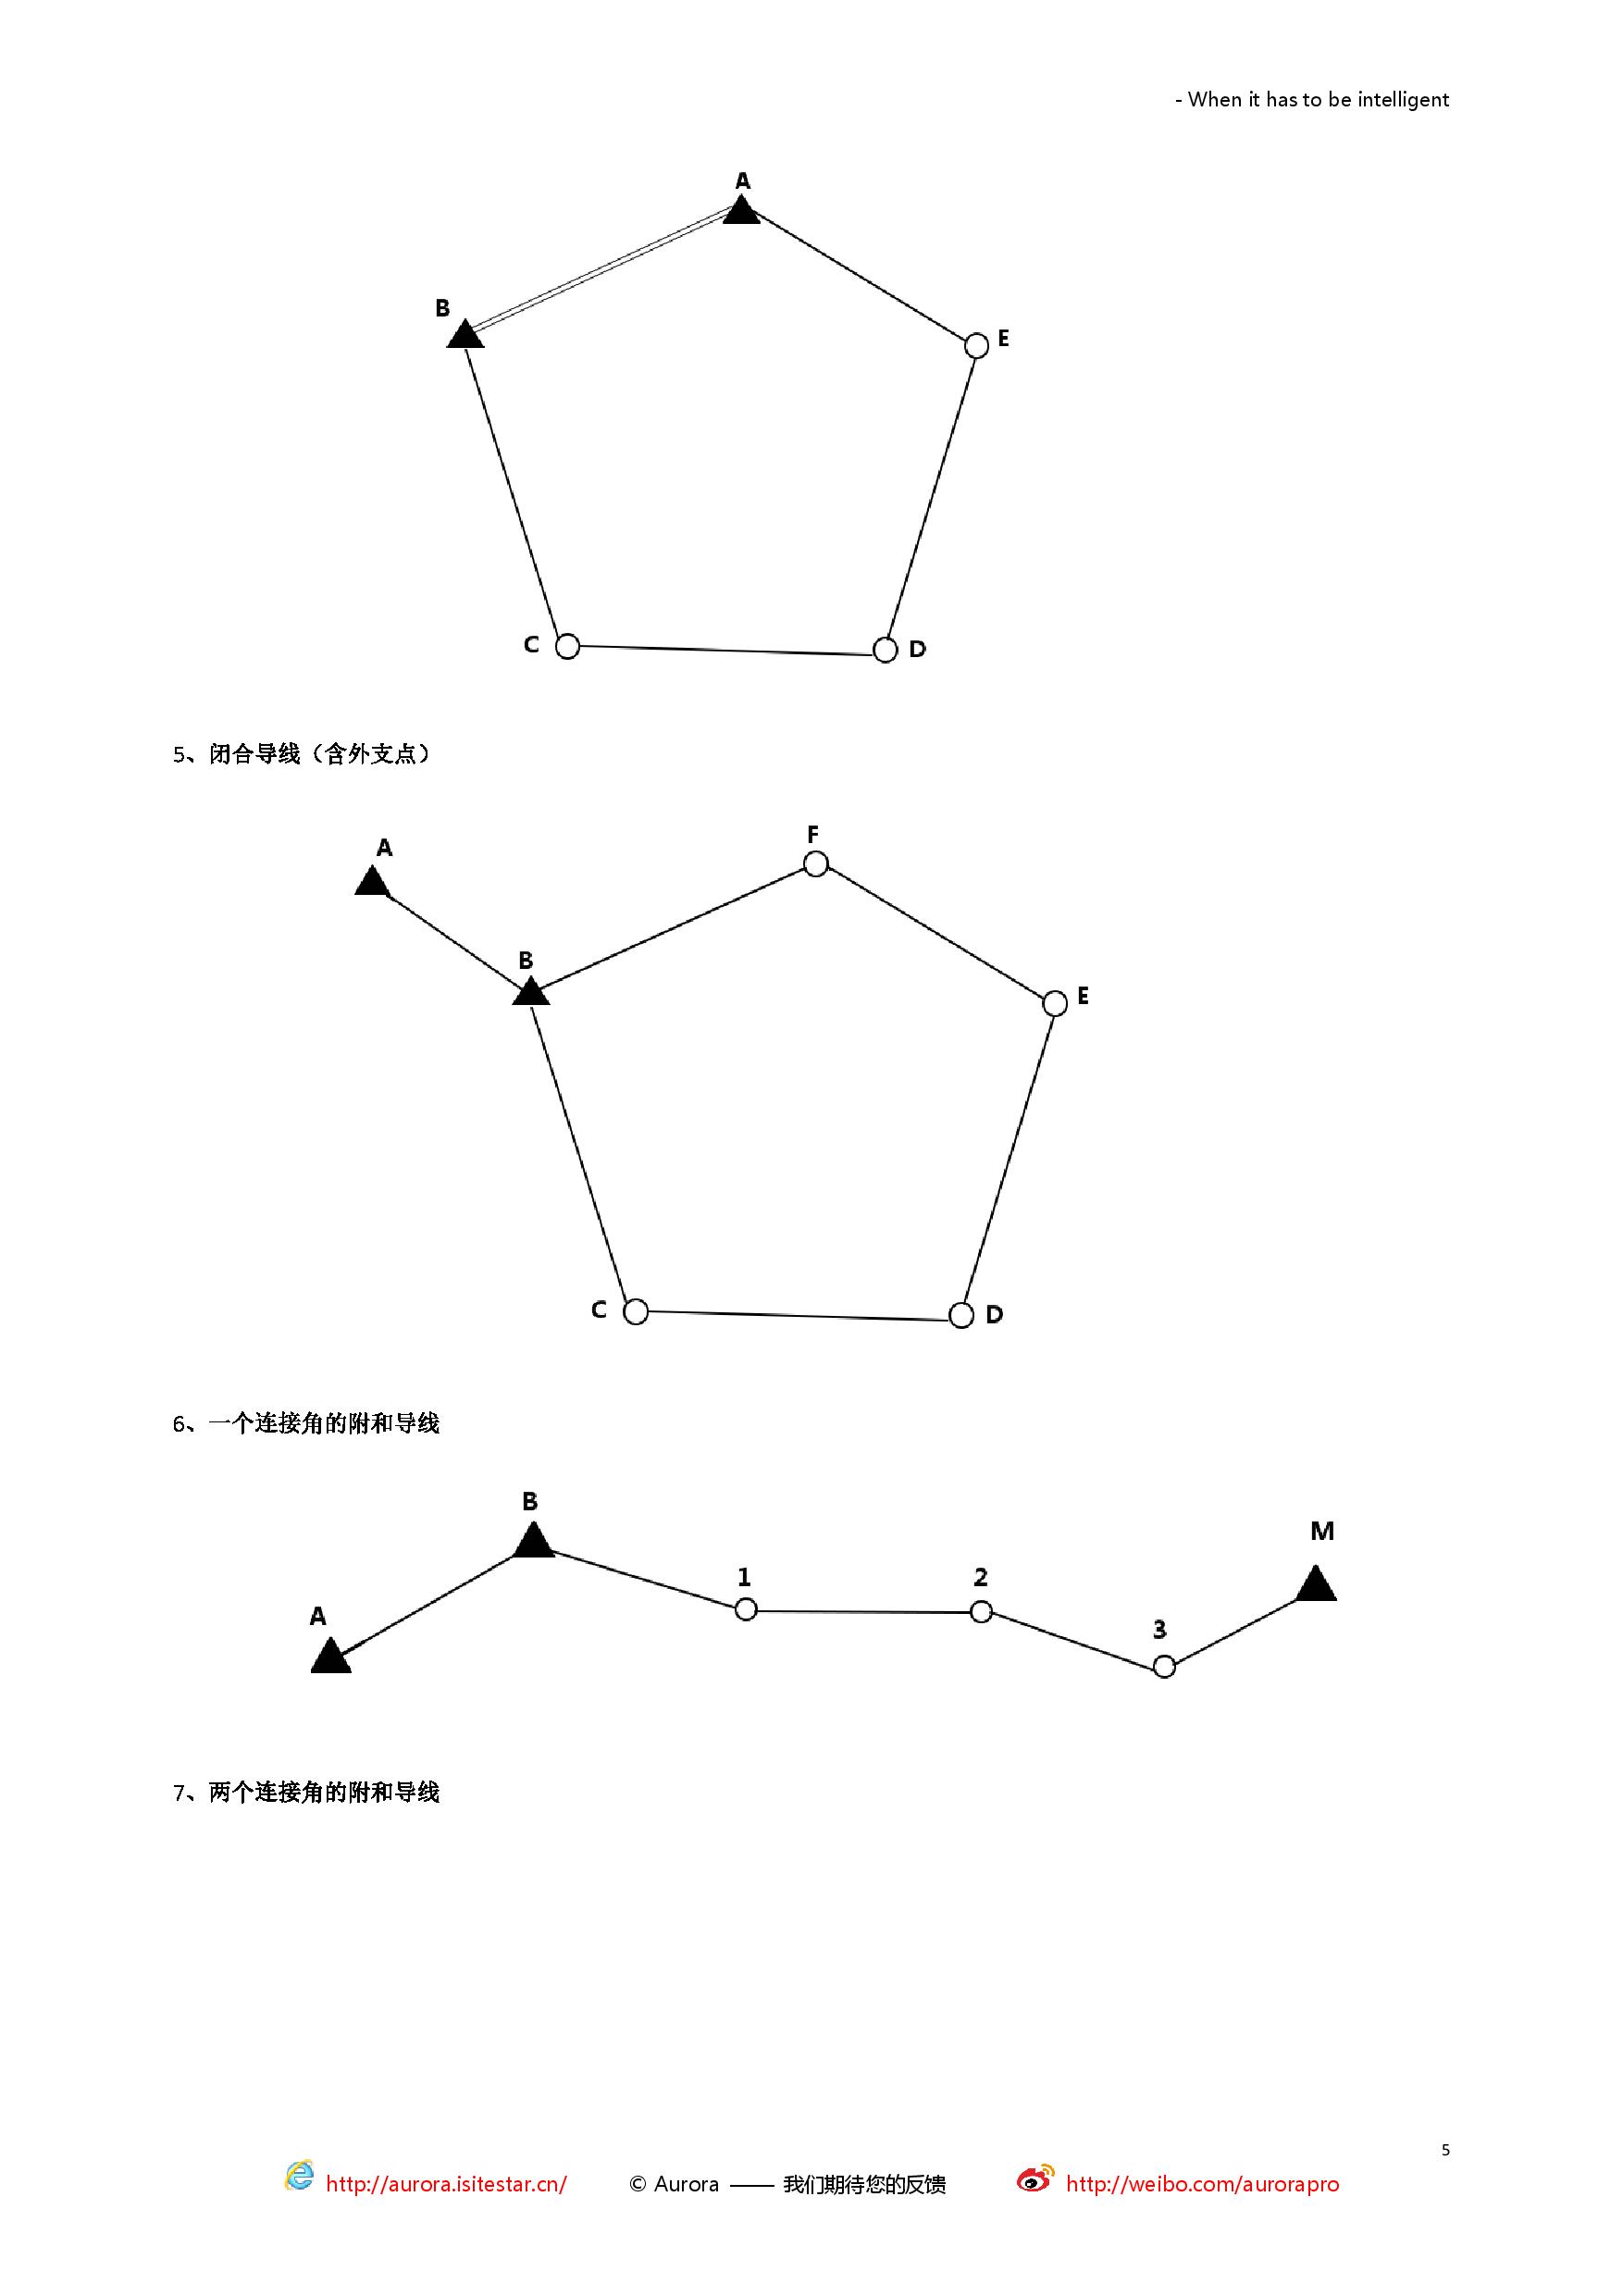 - When it has to be intelligent
A
B
E
C
D
5、闭合导线（含外支点）
F
A
B
E
C
D
6、一个连接角的附和导线
B
M
1
2
A
3
7、两个连接角的附和导线
5
http://aurora.isitestar.cn/ © Aurora —— 我们期待您的反馈 http://weibo.com/aurorapro